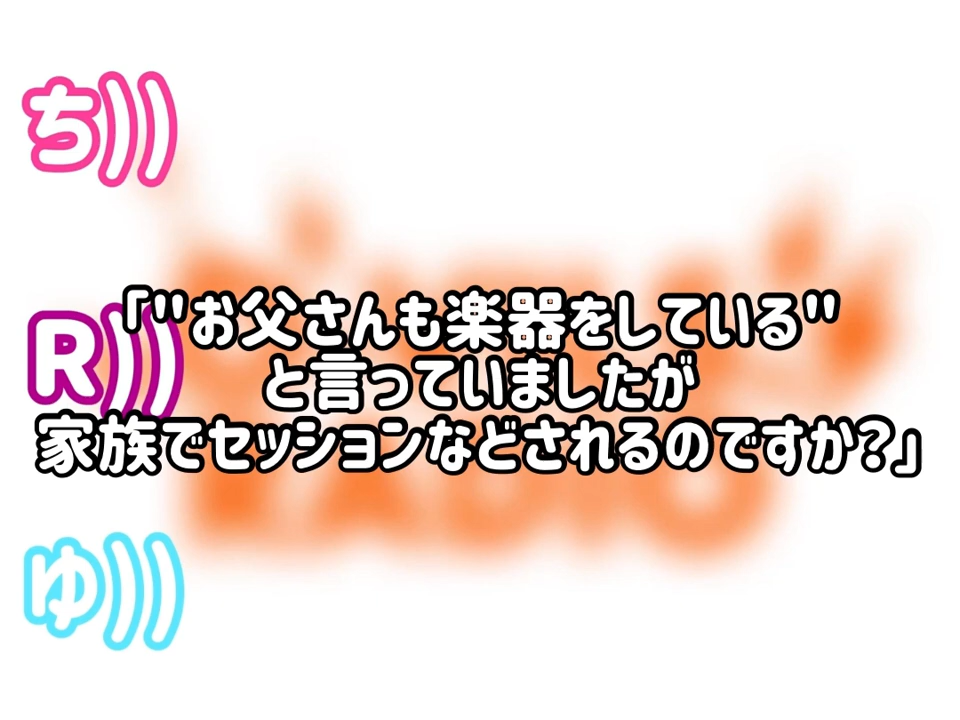 ち))
R)))
「"お父さんも楽器をしている"
と言っていましたが
家族でセッションなどされるのですか?」
ゆ)))